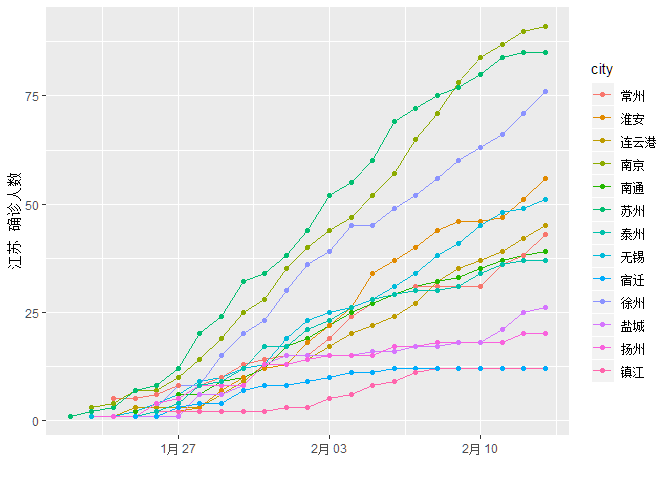 江苏 确诊人数
75
50
25
0
1月 27
2月 03
2月 10
city
常州
淮安
连云港
南京
南通
苏州
泰州
无锡
宿迁
徐州
盐城
扬州
镇江